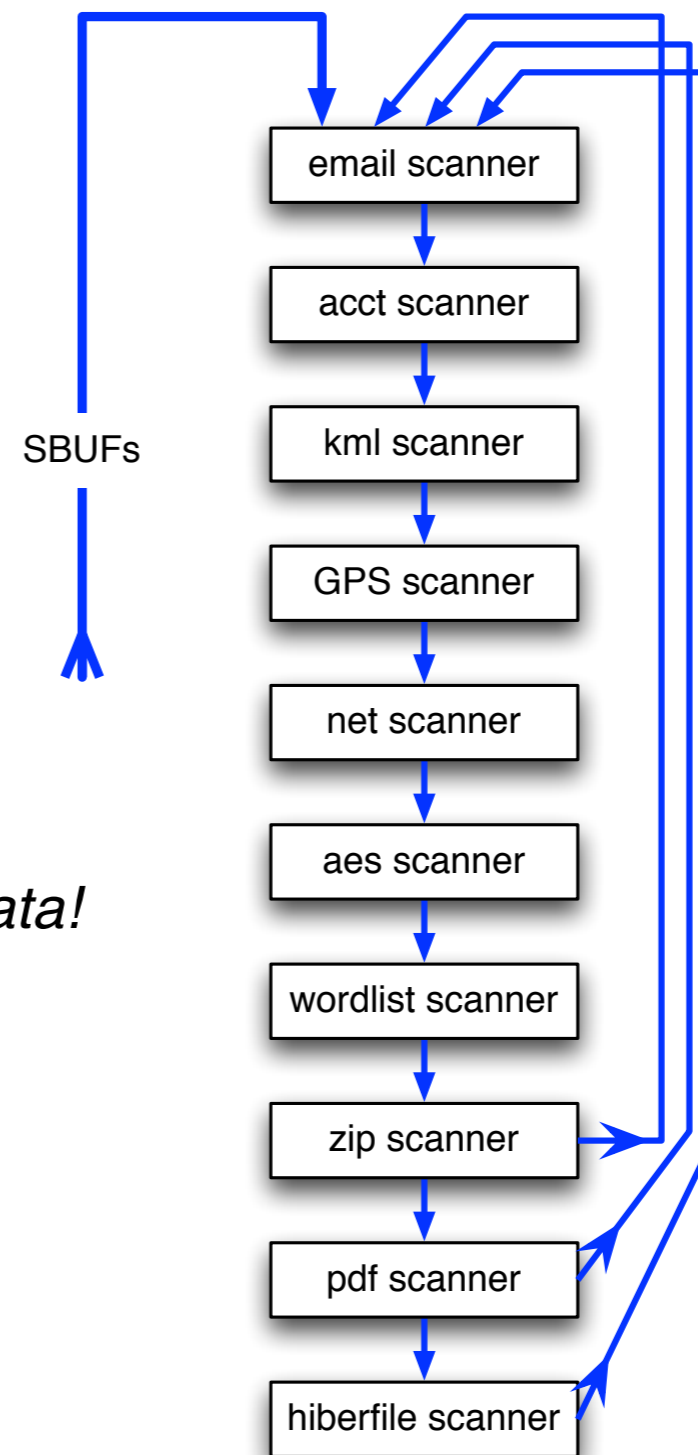 email scanner
acct scanner
kml scanner
SBUFs
GPS scanner
net scanner
aes scanner
ata!
wordlist scanner
zip scanner
pdf scanner
hiberfile scanner